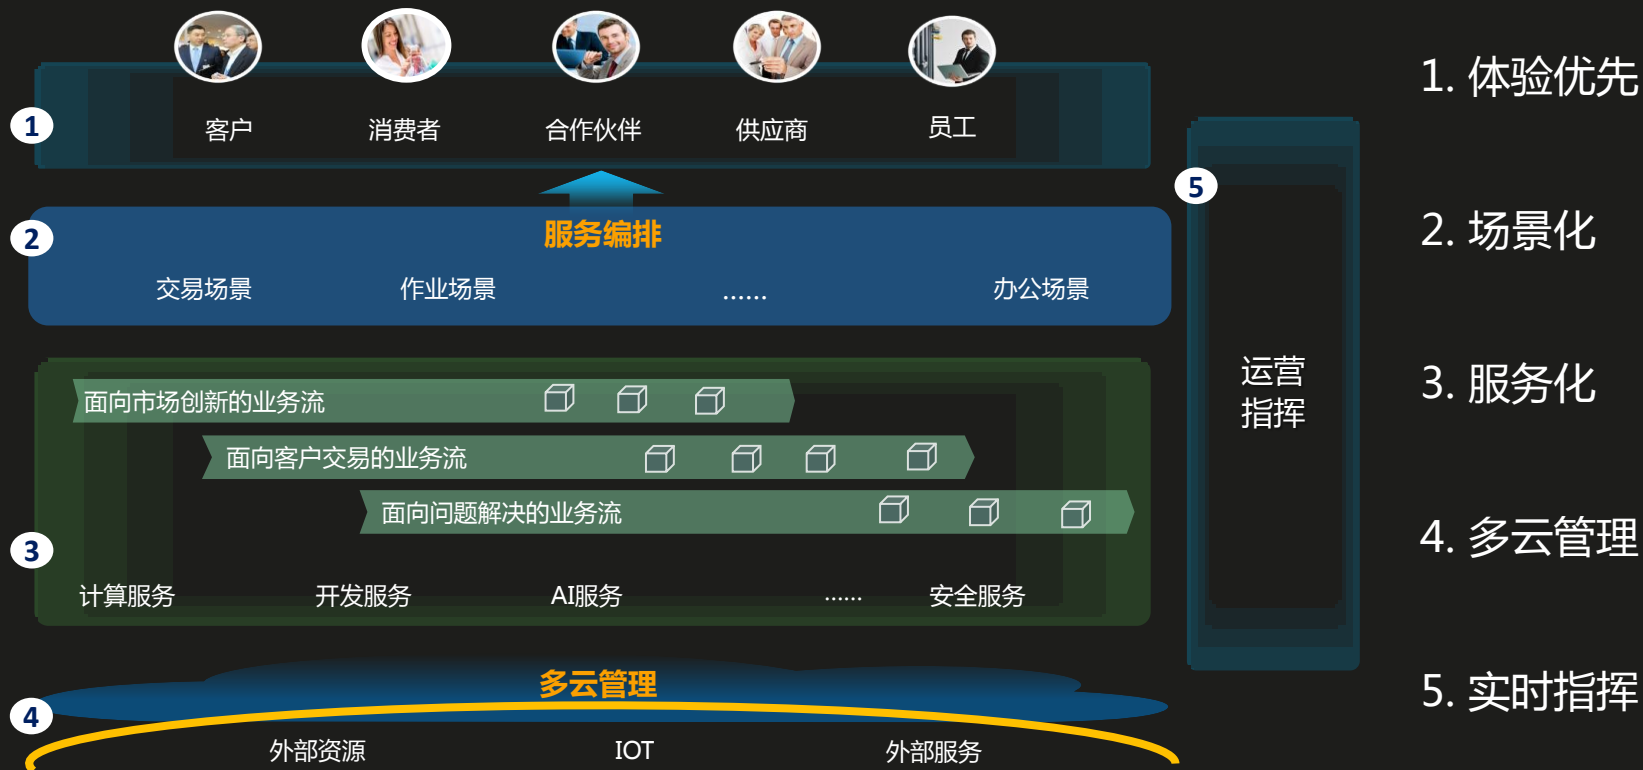 1
客户
消费者
合作伙伴
供应商
员工
2
服务编排
交易场景
作业场景
......
办公场景
3
面向市场创新的业务流
面向客户交易的业务流
面向问题解决的业务流
计算服务
开发服务
AI服务
......
安全服务
4
多云管理
外部资源
IOT
外部服务
5
运营
指挥
1. 体验优先
2. 场景化
3. 服务化
4. 多云管理
5. 实时指挥